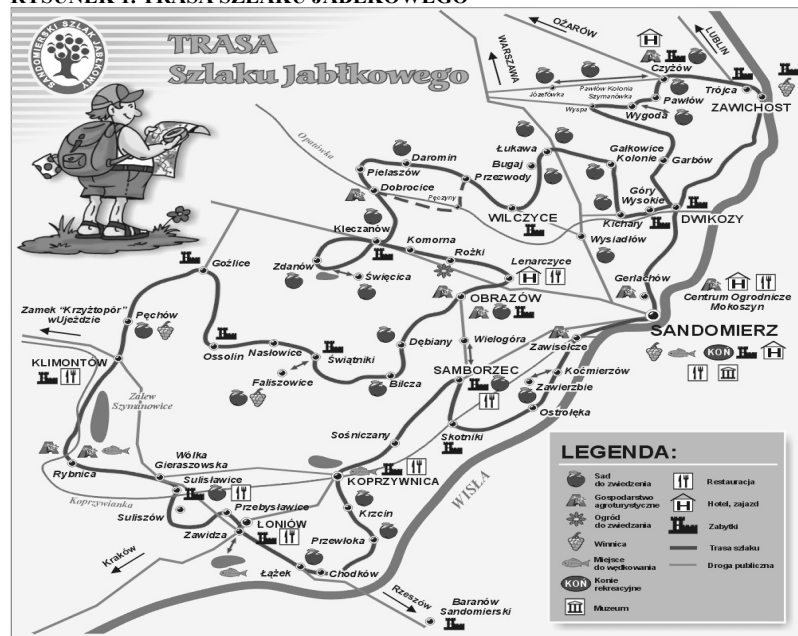 RYSUNEK 1. TRASA SZLAKU JABŁKOWEGO
SANDOMIERSKI SZLAK JABŁKOWY
TRASA
Szlaku Jabłkowego
OŻARÓW
LUBLIN
WARSZAWA
Czyżów
Józefówka
Pawłów Kolonia
Szymanówka
Pawłów
Trójca
ZAWICHOST
Wyspa
Wygoda
Opatówka
Łukawa
Bugaj
Gałkowice
Kolonie
Garbów
Daromin
Pielaszów
Przezwody
Dobrocice
Pęczyny
WILCZYCE
Góry
Wysokie
DWIKOZY
Kichary
Wysiadłów
Kleczanów
Komorna
Rożki
Lenarczyce
Zdanów
Święcica
Goźlice
Gerlachów
Centrum Ogrodnicze
Mokoszyn
OBRAZÓW
SANDOMIERZ
KOŃ
Zamek "Krzyżtopór"
wUjeździe
Pęchów
Ossolin
Nasłowice
Świątniki
Dębiany
Wielogóra
Zawisełcze
KLIMONTÓW
Faliszowice
Bilcza
SAMBORZEC
Koćmierzów
Zawierzbie
Ostrołęka
Zalew
Szymanowice
Sośniczany
Skotniki
Rybnica
Wólka
Gieraszowska
Sulisławice
KOPRZYWNICA
WISŁA
Koprzywianka
Suliszów
Przebysławice
ŁONIÓW
Zawidza
Krzcin
Przewłoka
Kraków
Łążek
Chodków
Rzeszów
Baranów
Sandomierski
LEGENDA:
Sad
do zwiedzenia
Gospodarstwo
agroturystyczne
Ogród
do zwiedzania
Winnica
Miejsce
do wędkowania
KOŃ
Konie
rekreacyjne
Muzeum
Restauracja
Hotel, zajazd
Zabytki
Trasa szlaku
Droga publiczna